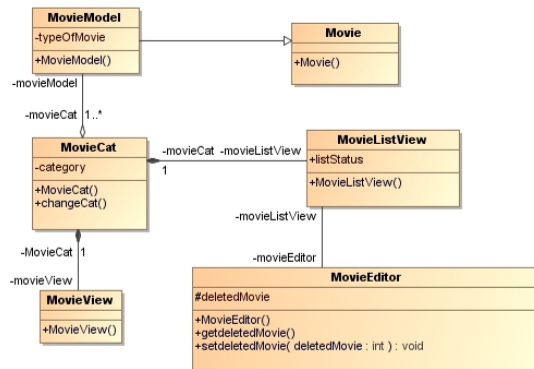 MovieModel
-typeOfMovie
+MovieModel()
Movie
+Movie()
-movieModel
-movieCat 1..*
MovieCat
-category
+MovieCat()
+changeCat()
-movieCat -movieListView
1
MovieListView
+listStatus
+MovieListView()
-movieListView
-movieEditor
-MovieCat 1
-movieView
MovieView
+MovieView()
MovieEditor
#deletedMovie
+MovieEditor()
+getdeletedMovie()
+setdeletedMovie( deletedMovie : int ) : void